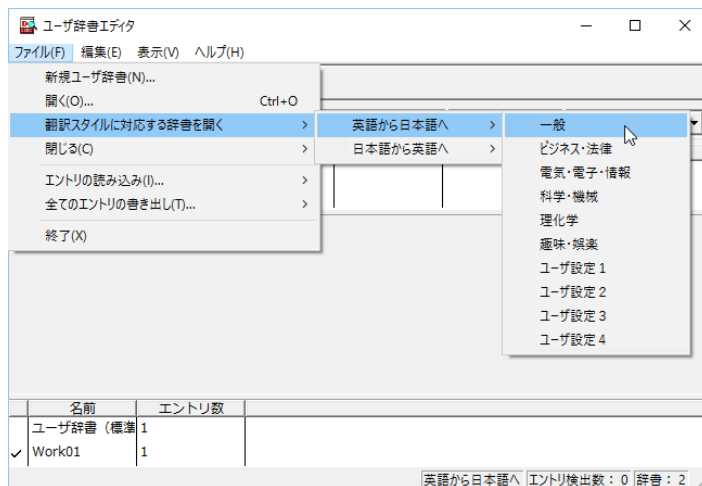 ユーザ辞書エディタ
ファイル(F) 編集(E) 表示(V) ヘルプ(H)
新規ユーザ辞書(N)...
開く(O)... Ctrl+O
翻訳スタイルに対応する辞書を開く
閉じる(C)
エントリの読み込み(I)...
全てのエントリの書き出し(T)...
終了(X)
英語から日本語へ
日本語から英語へ
一般
ビジネス・法律
電気・電子・情報
科学・機械
理化学
趣味・娯楽
ユーザ設定 1
ユーザ設定 2
ユーザ設定 3
ユーザ設定 4
名前 エントリ数
ユーザ辞書（標準 1
Work01 1
英語から日本語へ エントリ検出数：0 辞書：2